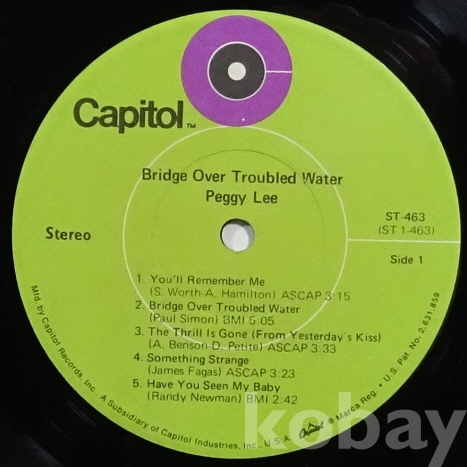 Capitol™
Bridge Over Troubled Water
Peggy Lee
ST-463
(ST 1-463)
Stereo
Side 1
1. You'll Remember Me
(S. Worth-A. Hamilton) ASCAP 3:15
2. Bridge Over Troubled Water
(Paul Simon) BMI 5:05
3. The Thrill Is Gone (From Yesterday's Kiss)
(A. Benson-D. Petite) ASCAP 3:33
4. Something Strange
(James Fagas) ASCAP 3:23
5. Have You Seen My Baby
(Randy Newman) BMI 2:42
Mfd. by Capitol Records, Inc. A Subsidiary of Capitol Industries, Inc., U.S.A. Capitol ® Marca Reg. • U.S. Pat. No. 2,631,859
kobay